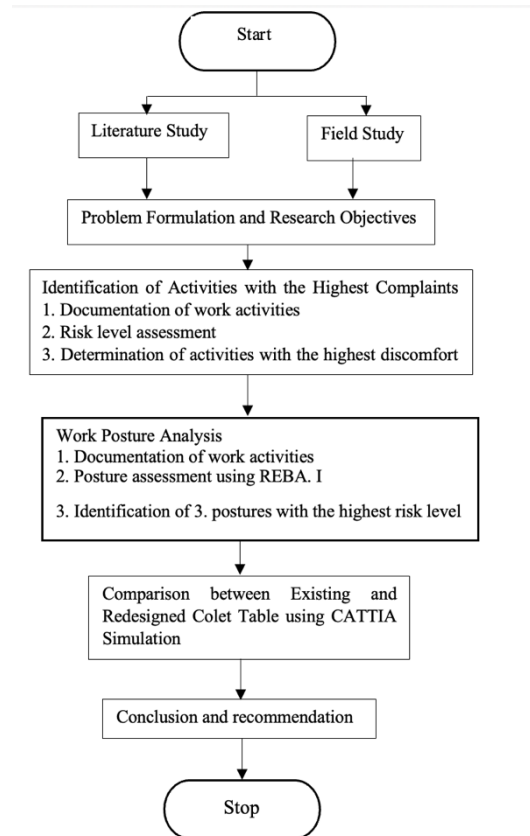 Start
Literature Study
Field Study
Problem Formulation and Research Objectives
Identification of Activities with the Highest Complaints
1. Documentation of work activities
2. Risk level assessment
3. Determination of activities with the highest discomfort
Work Posture Analysis
1. Documentation of work activities
2. Posture assessment using REBA. I
3. Identification of 3. postures with the highest risk level
Comparison between Existing and
Redesigned Colet Table using CATTIA
Simulation
Conclusion and recommendation
Stop